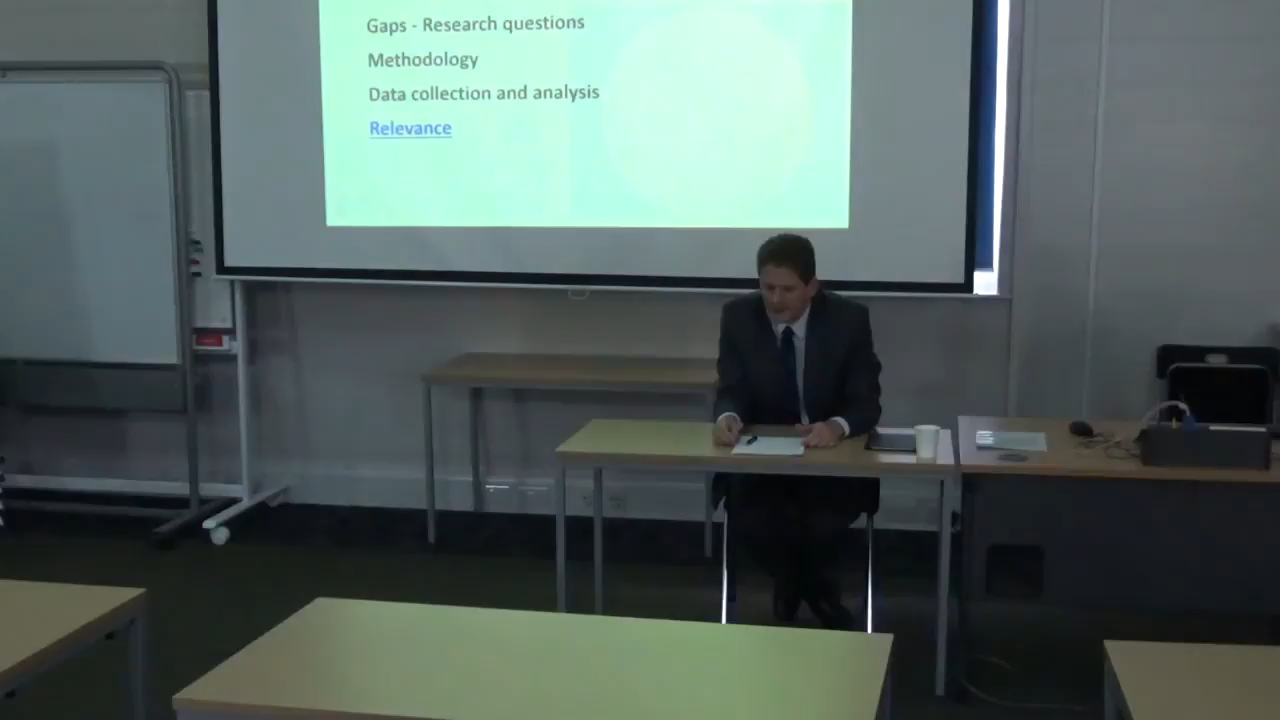 Gaps - Research questions
Methodology
Data collection and analysis
Relevance